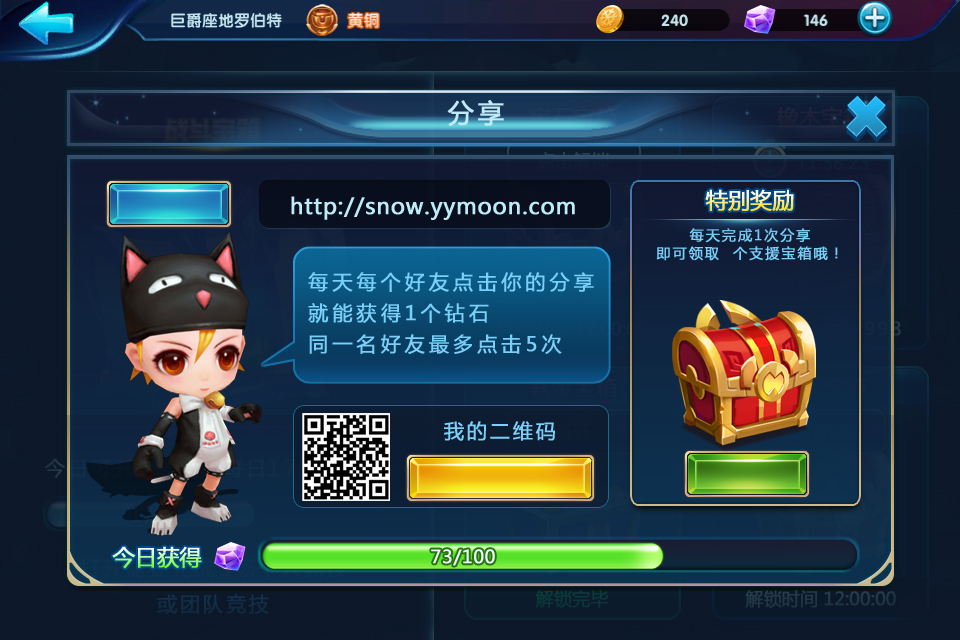 巨爵座地罗伯特
黄铜
240
146
分享
http://snow.yymoon.com
特别奖励
每天完成1次分享
即可领取 个支援宝箱哦！
每天每个好友点击你的分享
就能获得1个钻石
同一名好友最多点击5次
我的二维码
今日获得
73/100
或团队竞技
解锁完毕
解锁时间 12:00:00